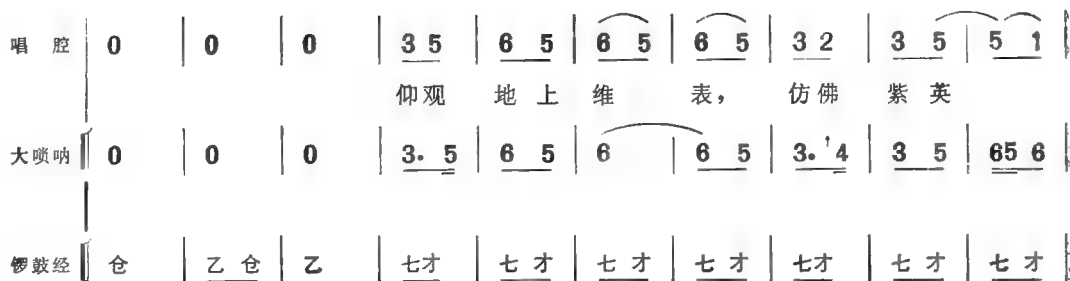 唱腔 0 | 0 | 0 | 3 5 | 6 5 | 6 5 | 6 5 | 3 2 | 3 5 | 5 1 |
仰观 地上维 表，仿佛 紫英
大唢呐 0 | 0 | 0 | 3. 5 | 6 5 | 6 | 6 5 | 3. 4 | 3 5 | 65 6 |
锣鼓经 仓 | 乙仓 | 乙 | 七才 | 七才 | 七才 | 七才 | 七才 | 七才 | 七才 |